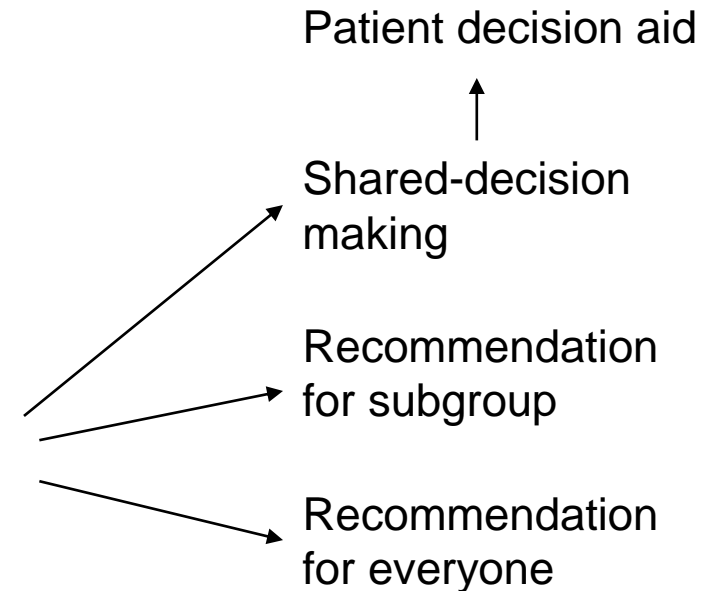 Patient decision aid
Shared-decision
making
Recommendation
for subgroup
Recommendation
for everyone